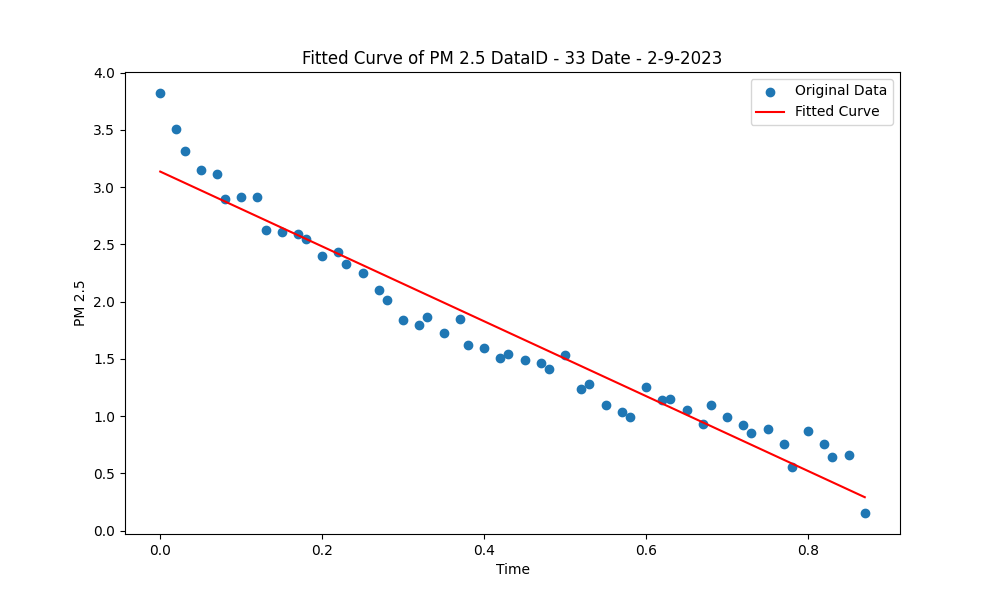 Fitted Curve of PM 2.5 DataID - 33 Date - 2-9-2023
Original Data
Fitted Curve
4.0
3.5
3.0
2.5
2.0
1.5
1.0
0.5
0.0
PM 2.5
0.0 0.2 0.4 0.6 0.8
Time